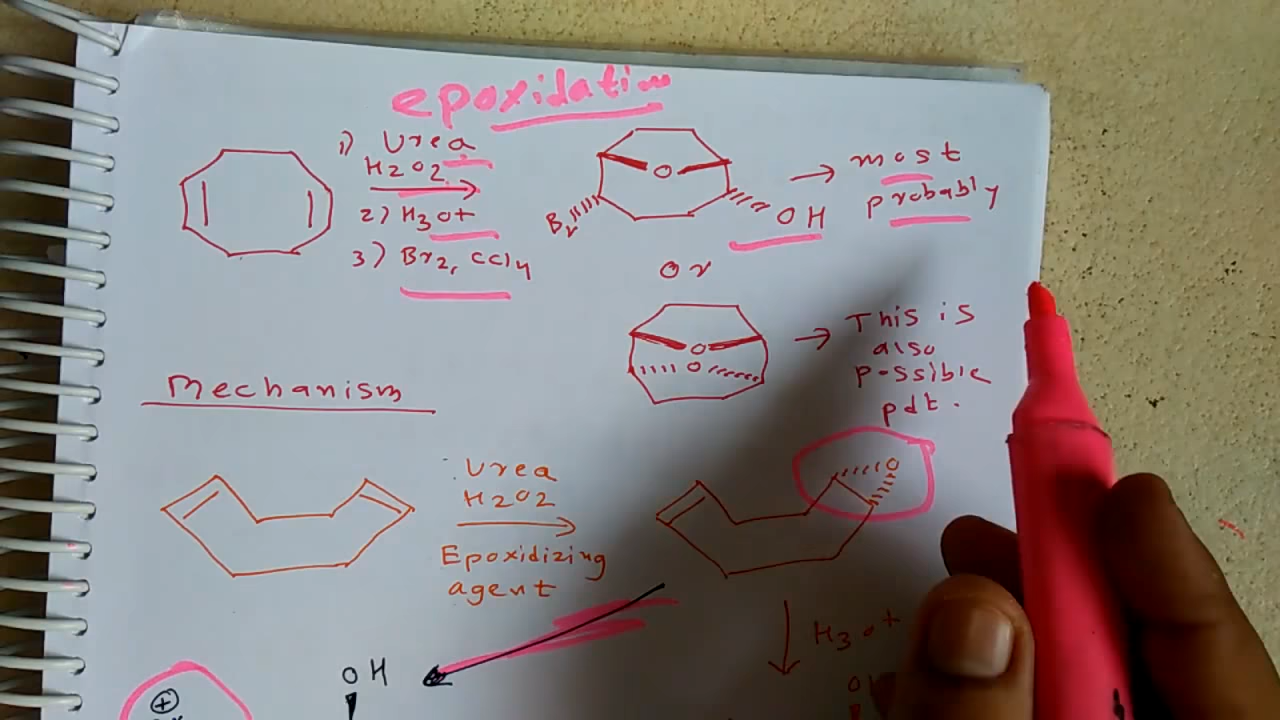 epoxidation
1) Urea
H2O2
2) H3O+
3) Br2, CCl4
O
Br
OH
→ most
probably
Or
O
O
→ This is
also
possible
pdt.
Mechanism
Urea
H2O2
Epoxidizing
agent
O
H3O+
OH
⊕